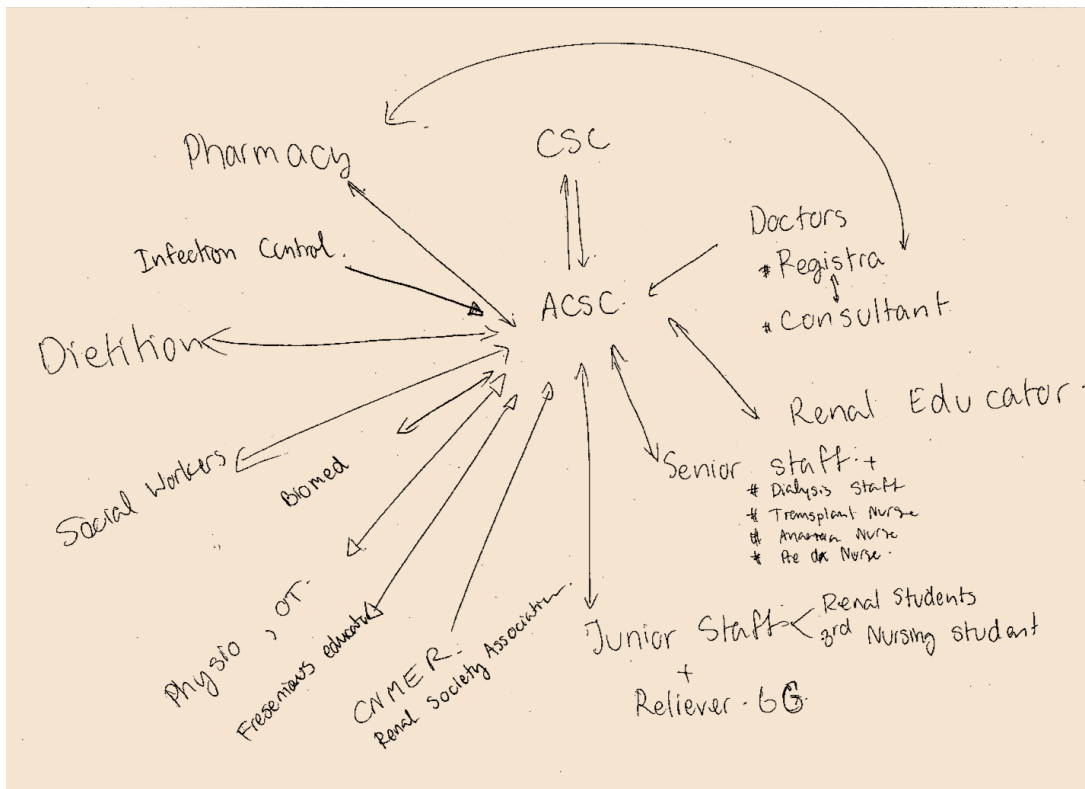 CSC
Pharmacy
Doctors
* Registra
* Consultant
Infection Control.
ACSC.
Dietition
Renal Educator.
Senior staff: +
# Dialysis Staff
# Transplant Nurse
# Anaemia Nurse
* Pre dx Nurse.
Social Workers
Biomed
Physio, OT.
Fresenious educator
CNMER.
Renal Society Association.
Junior Staff
Renal Students
3rd Nursing Student
+
Reliever. 6G.